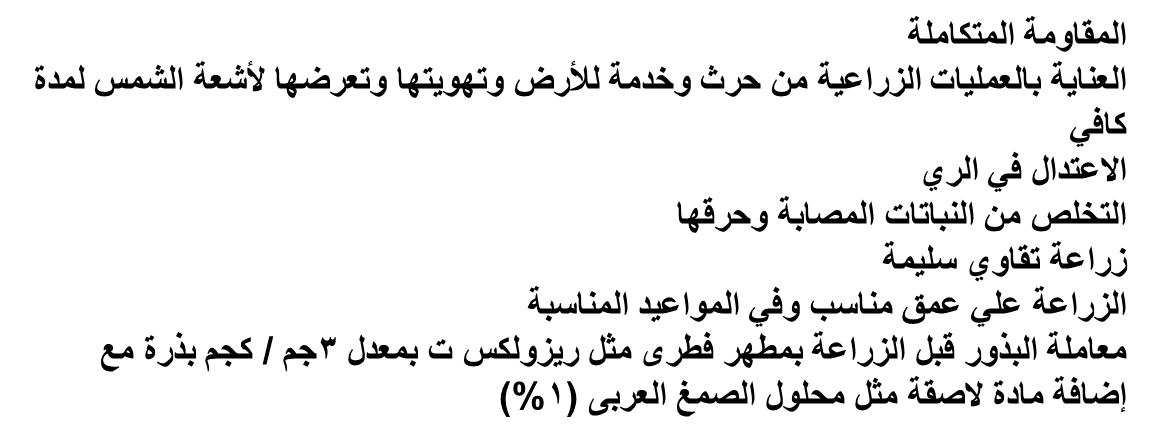 المقاومة المتكاملة
العناية بالعمليات الزراعية من حرث وخدمة للأرض وتهويتها وتعرضها لأشعة الشمس لمدة
كافي
الاعتدال في الري
التخلص من النباتات المصابة وحرقها
زراعة تقاوي سليمة
الزراعة علي عمق مناسب وفي المواعيد المناسبة
معاملة البذور قبل الزراعة بمطهر فطرى مثل ريزولكس ت بمعدل ٣جم / كجم بذرة مع
إضافة مادة لاصقة مثل محلول الصمغ العربى (١%)